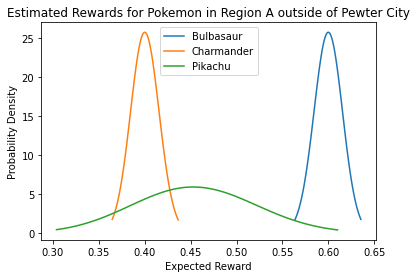 Estimated Rewards for Pokemon in Region A outside of Pewter City
Bulbasaur
Charmander
Pikachu
Probability Density
25
20
15
10
5
0
0.30
0.35
0.40
0.45
0.50
0.55
0.60
0.65
Expected Reward